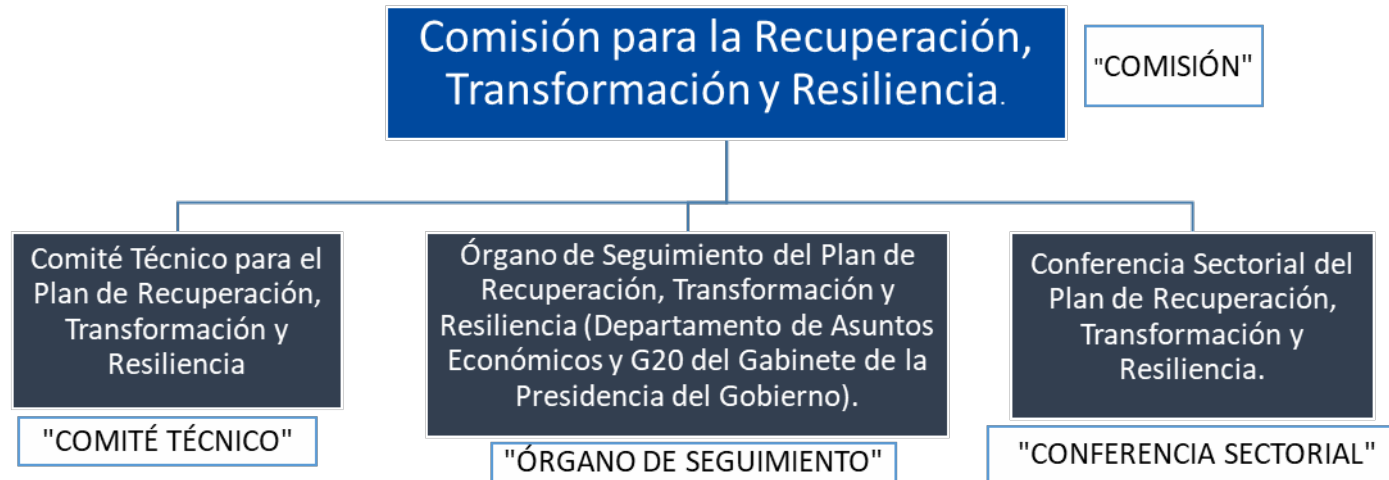 Comisión para la Recuperación,
Transformación y Resiliencia.
"COMISIÓN"
Comité Técnico para el
Plan de Recuperación,
Transformación y
Resiliencia
"COMITÉ TÉCNICO"
Órgano de Seguimiento del Plan de
Recuperación, Transformación y
Resiliencia (Departamento de Asuntos
Económicos y G20 del Gabinete de la
Presidencia del Gobierno).
"ÓRGANO DE SEGUIMIENTO"
Conferencia Sectorial del
Plan de Recuperación,
Transformación y
Resiliencia.
"CONFERENCIA SECTORIAL"